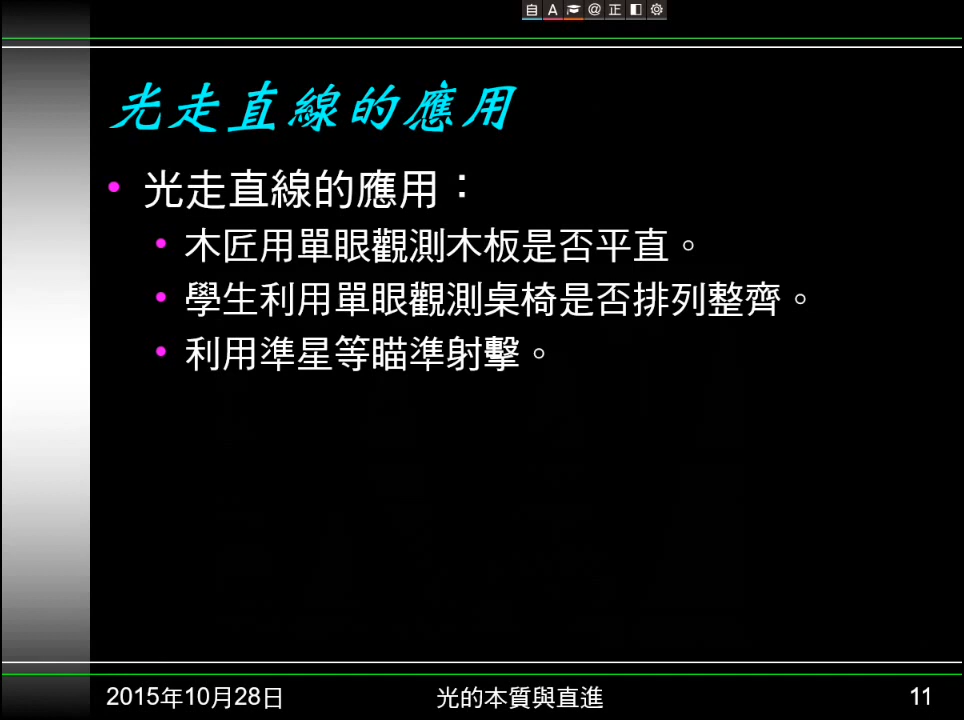 自 A @ 正
光走直線的應用
• 光走直線的應用：
• 木匠用單眼觀測木板是否平直。
• 學生利用單眼觀測桌椅是否排列整齊。
• 利用準星等瞄準射擊。
2015年10月28日 光的本質與直進 11